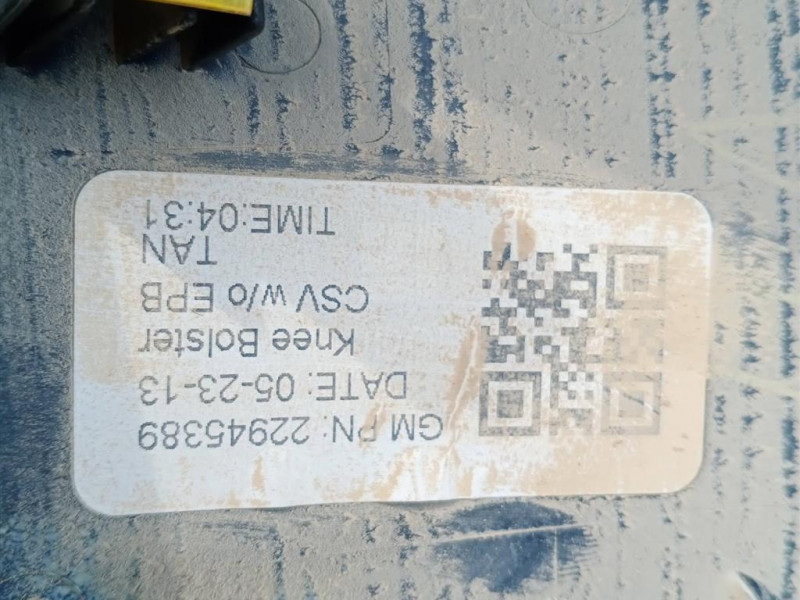 GM PN: 22945389
DATE: 05-23-13
Knee Bolster
CSV w/o EPB
TAN
TIME:04:31